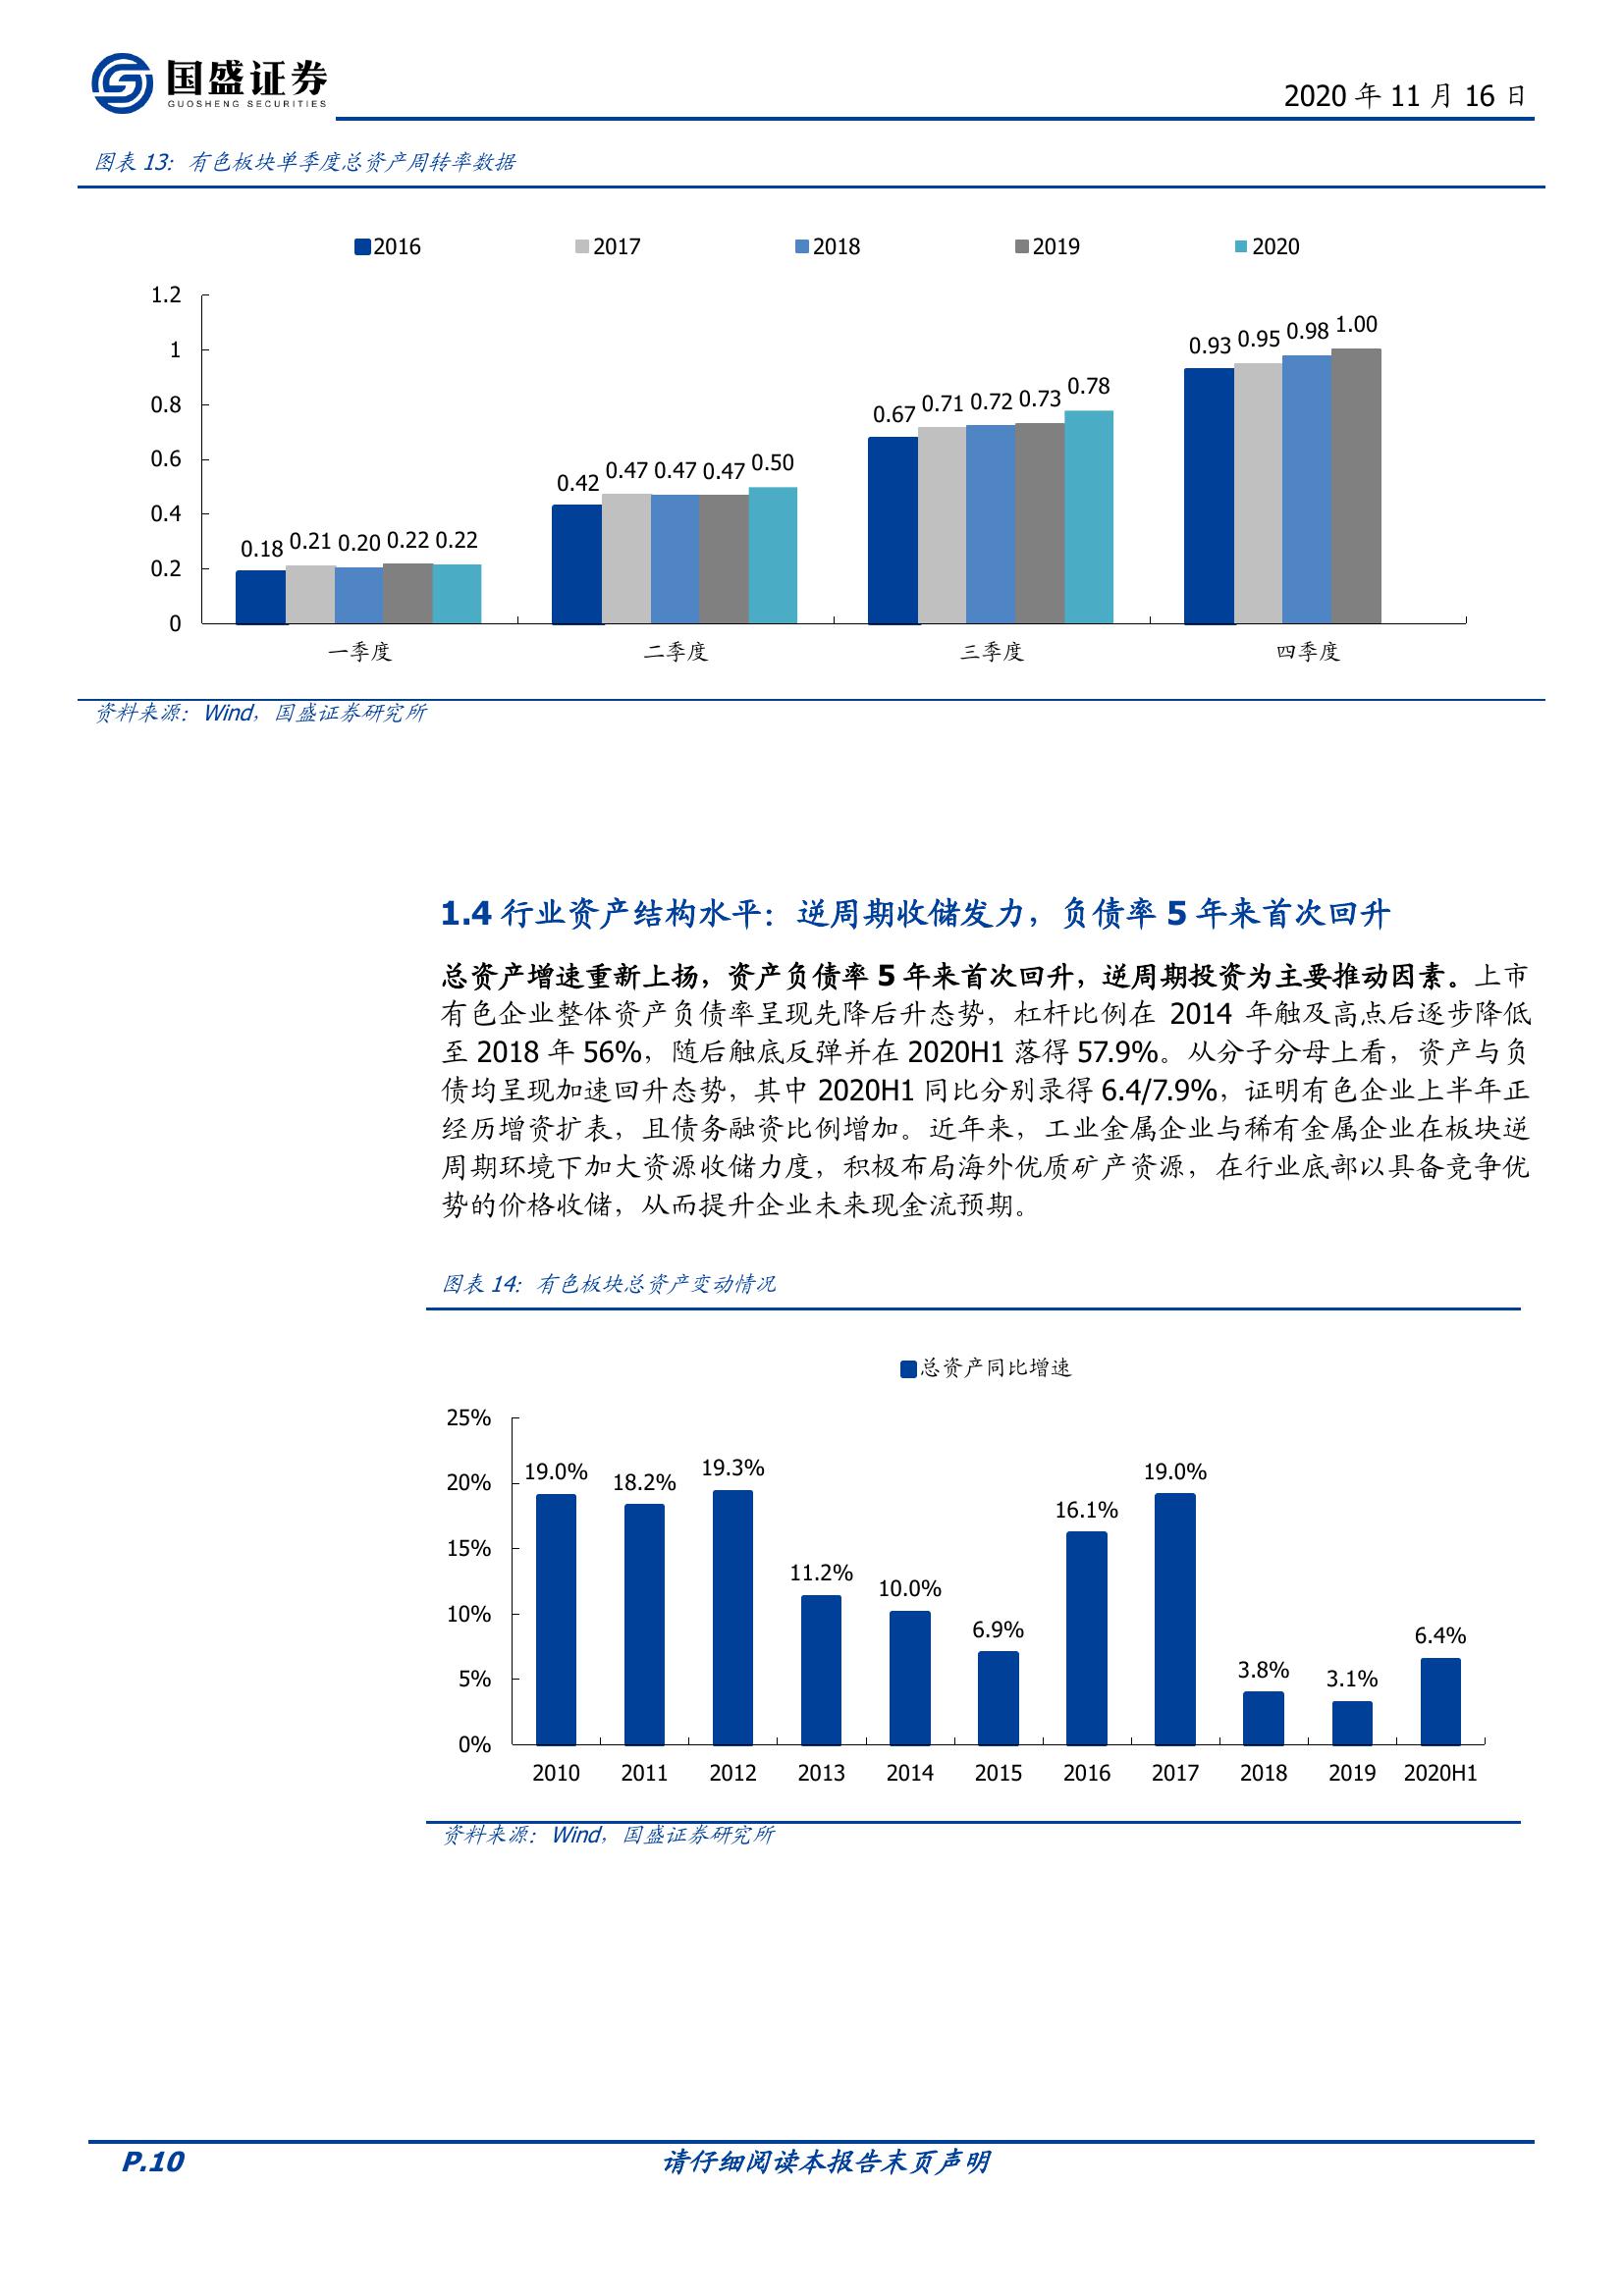 国盛证券
GUOSHENG SECURITIES
2020 年 11 月 16 日
图表 13：有色板块单季度总资产周转率数据
2016 2017 2018 2019 2020
1.2
1
0.8
0.6
0.4
0.2
0
0.18 0.21 0.20 0.22 0.22
0.42 0.47 0.47 0.47 0.50
0.67 0.71 0.72 0.73 0.78
0.93 0.95 0.98 1.00
一季度 二季度 三季度 四季度
资料来源：Wind，国盛证券研究所
1.4 行业资产结构水平：逆周期收储发力，负债率 5 年来首次回升
总资产增速重新上扬，资产负债率 5 年来首次回升，逆周期投资为主要推动因素。上市
有色企业整体资产负债率呈现先降后升态势，杠杆比例在 2014 年触及高点后逐步降低
至 2018 年 56%，随后触底反弹并在 2020H1 落得 57.9%。从分子分母上看，资产与负
债均呈现加速回升态势，其中 2020H1 同比分别录得 6.4/7.9%，证明有色企业上半年正
经历增资扩表，且债务融资比例增加。近年来，工业金属企业与稀有金属企业在板块逆
周期环境下加大资源收储力度，积极布局海外优质矿产资源，在行业底部以具备竞争优
势的价格收储，从而提升企业未来现金流预期。
图表 14：有色板块总资产变动情况
总资产同比增速
25%
20%
15%
10%
5%
0%
19.0% 18.2% 19.3% 11.2% 10.0% 6.9% 16.1% 19.0% 3.8% 3.1% 6.4%
2010 2011 2012 2013 2014 2015 2016 2017 2018 2019 2020H1
资料来源：Wind，国盛证券研究所
P.10
请仔细阅读本报告末页声明